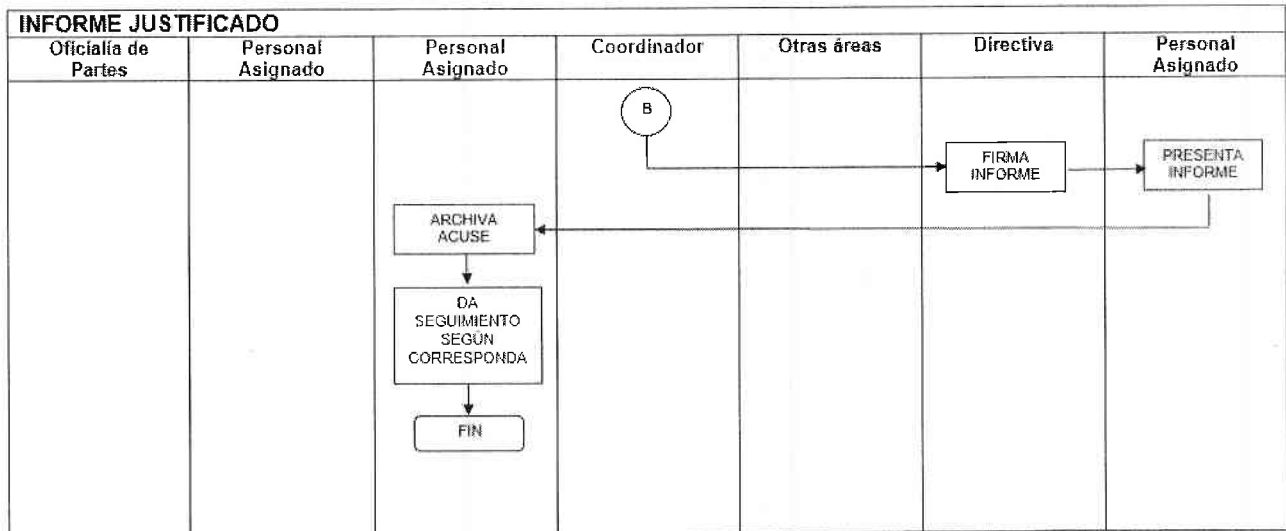 INFORME JUSTIFICADO
Oficialía de
Partes
Personal
Asignado
Personal
Asignado
Coordinador
Otras áreas
Directiva
Personal
Asignado
B
FIRMA
INFORME
PRESENTA
INFORME
ARCHIVA
ACUSE
DA
SEGUIMIENTO
SEGÚN
CORRESPONDA
FIN